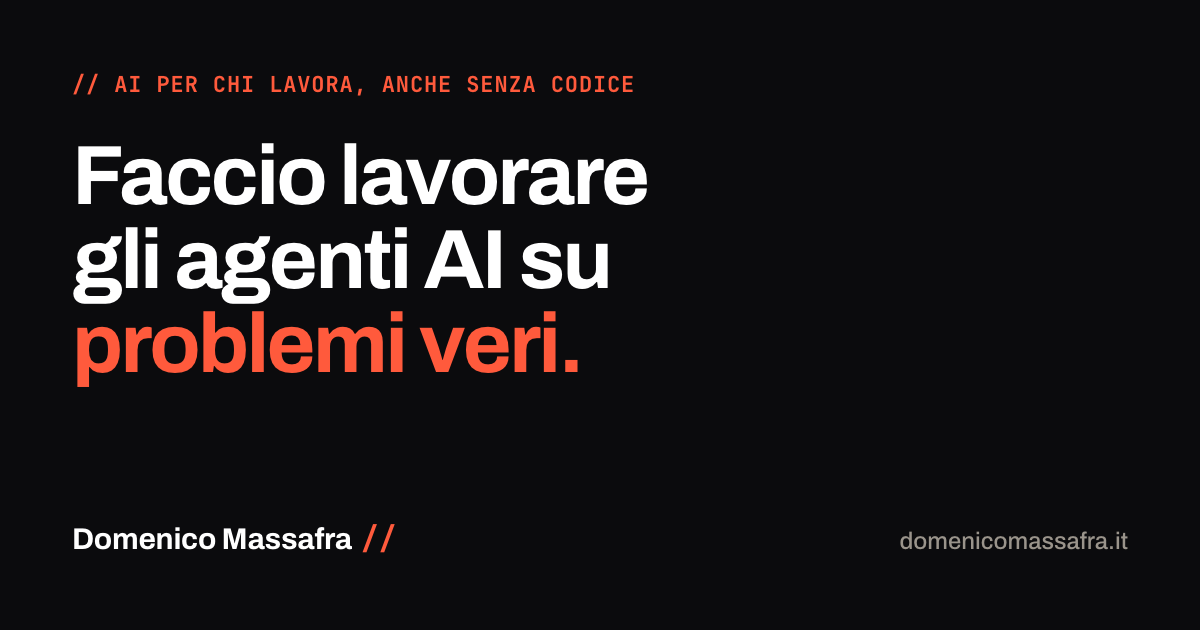 // AI PER CHI LAVORA, ANCHE SENZA CODICE
Faccio lavorare
gli agenti AI su
problemi veri.
Domenico Massafra //
domenicomassafra.it